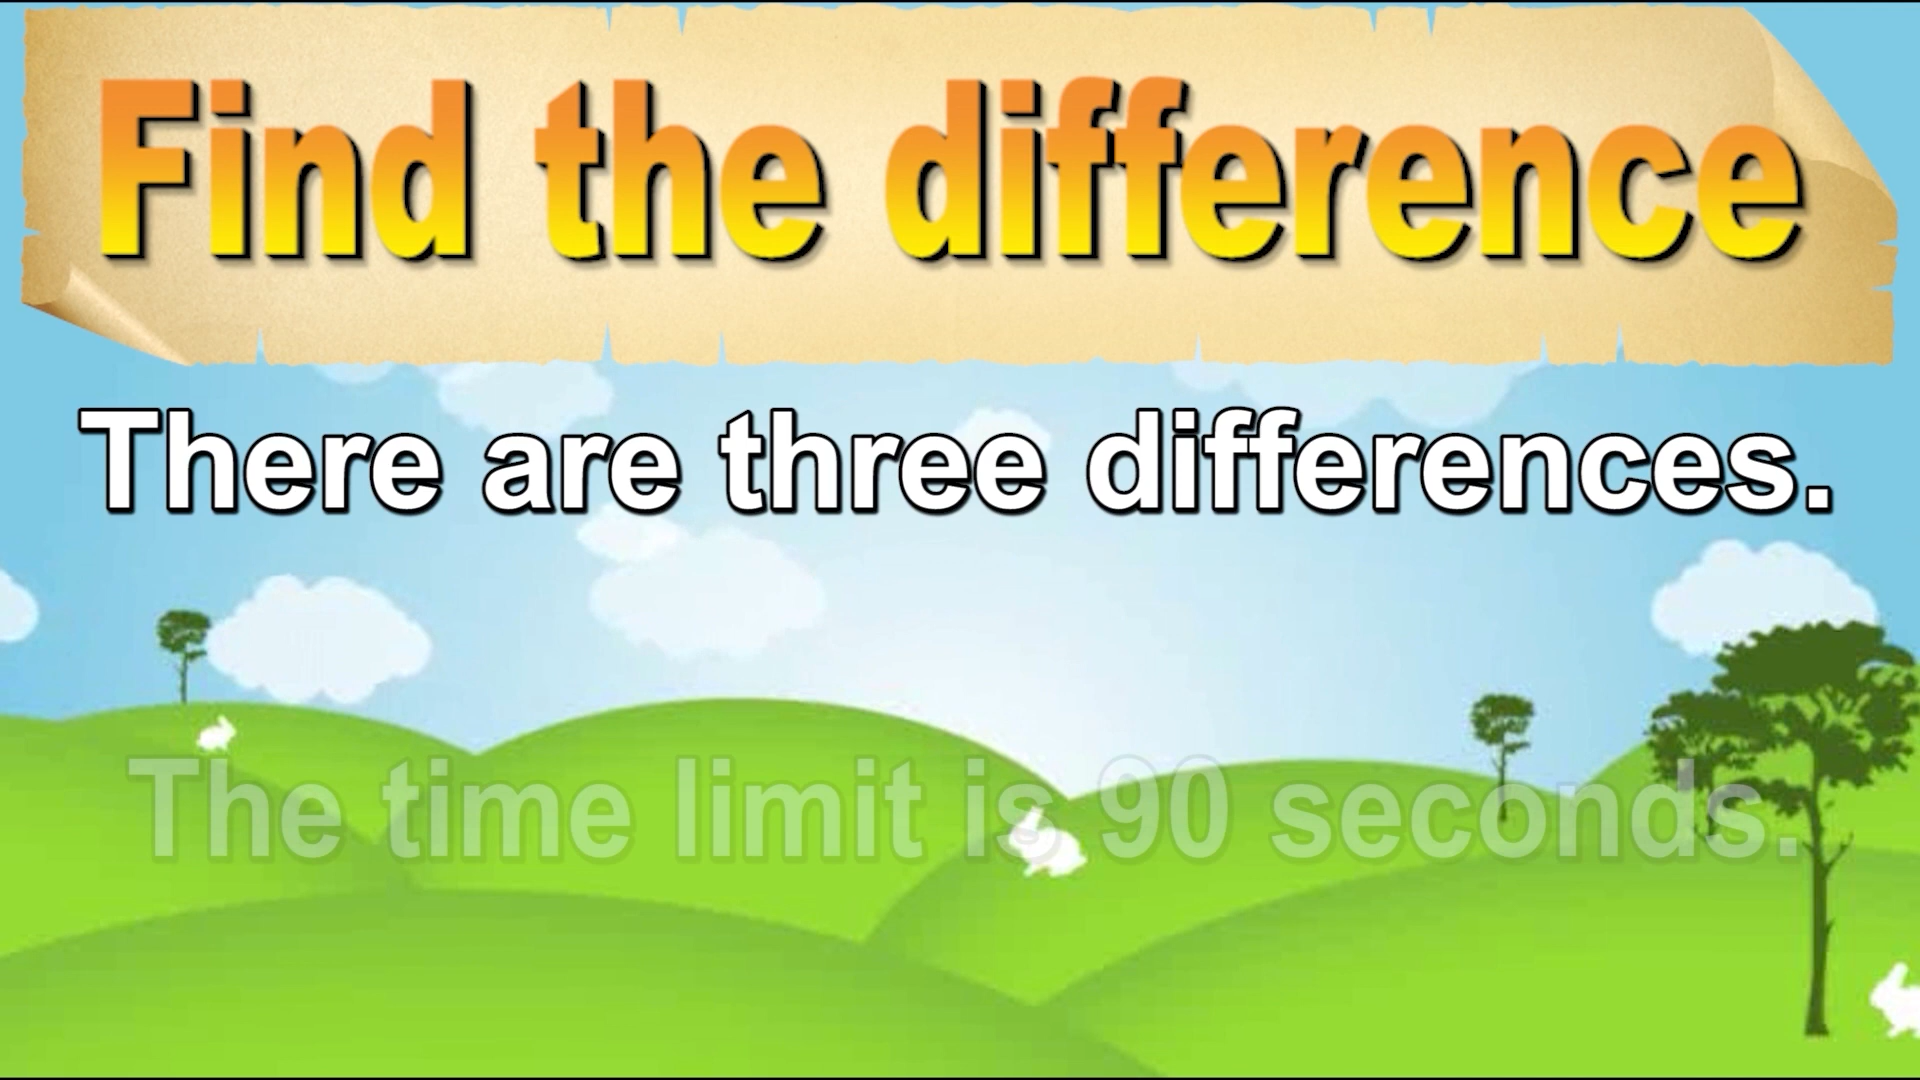 Find the difference
There are three differences.
The time limit is 90 seconds.